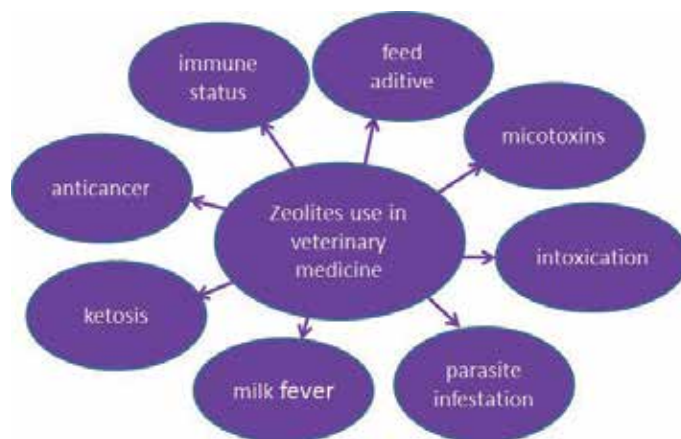 immune
status
feed
aditive
micotoxins
anticancer
Zeolites use in
veterinary
medicine
intoxication
ketosis
milk fever
parasite
infestation